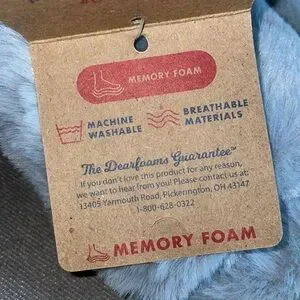 MEMORY FOAM
MACHINE
WASHABLE
BREATHABLE
MATERIALS
The Dearfoams Guarantee™
If you don't love this product for any reason,
we want to hear from you! Please contact us at:
13405 Yarmouth Road, Pickerington, OH 43147
1-800-628-0322
MEMORY FOAM